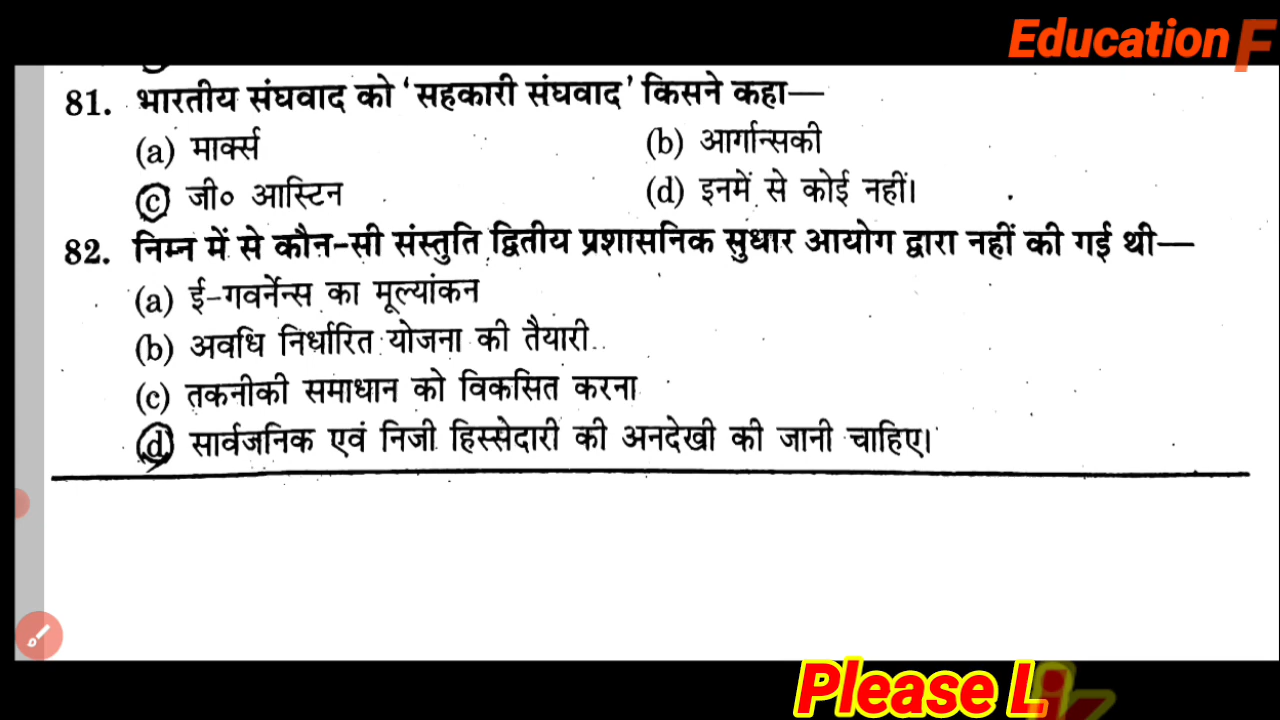 Education F
81. भारतीय संघवाद को 'सहकारी संघवाद' किसने कहा—
(a) मार्क्स (b) आर्गान्सकी
(c) जी० आस्टिन (d) इनमें से कोई नहीं।
82. निम्न में से कौन-सी संस्तुति द्वितीय प्रशासनिक सुधार आयोग द्वारा नहीं की गई थी—
(a) ई-गवर्नेन्स का मूल्यांकन
(b) अवधि निर्धारित योजना की तैयारी
(c) तकनीकी समाधान को विकसित करना
(d) सार्वजनिक एवं निजी हिस्सेदारी की अनदेखी की जानी चाहिए।
Please Lik